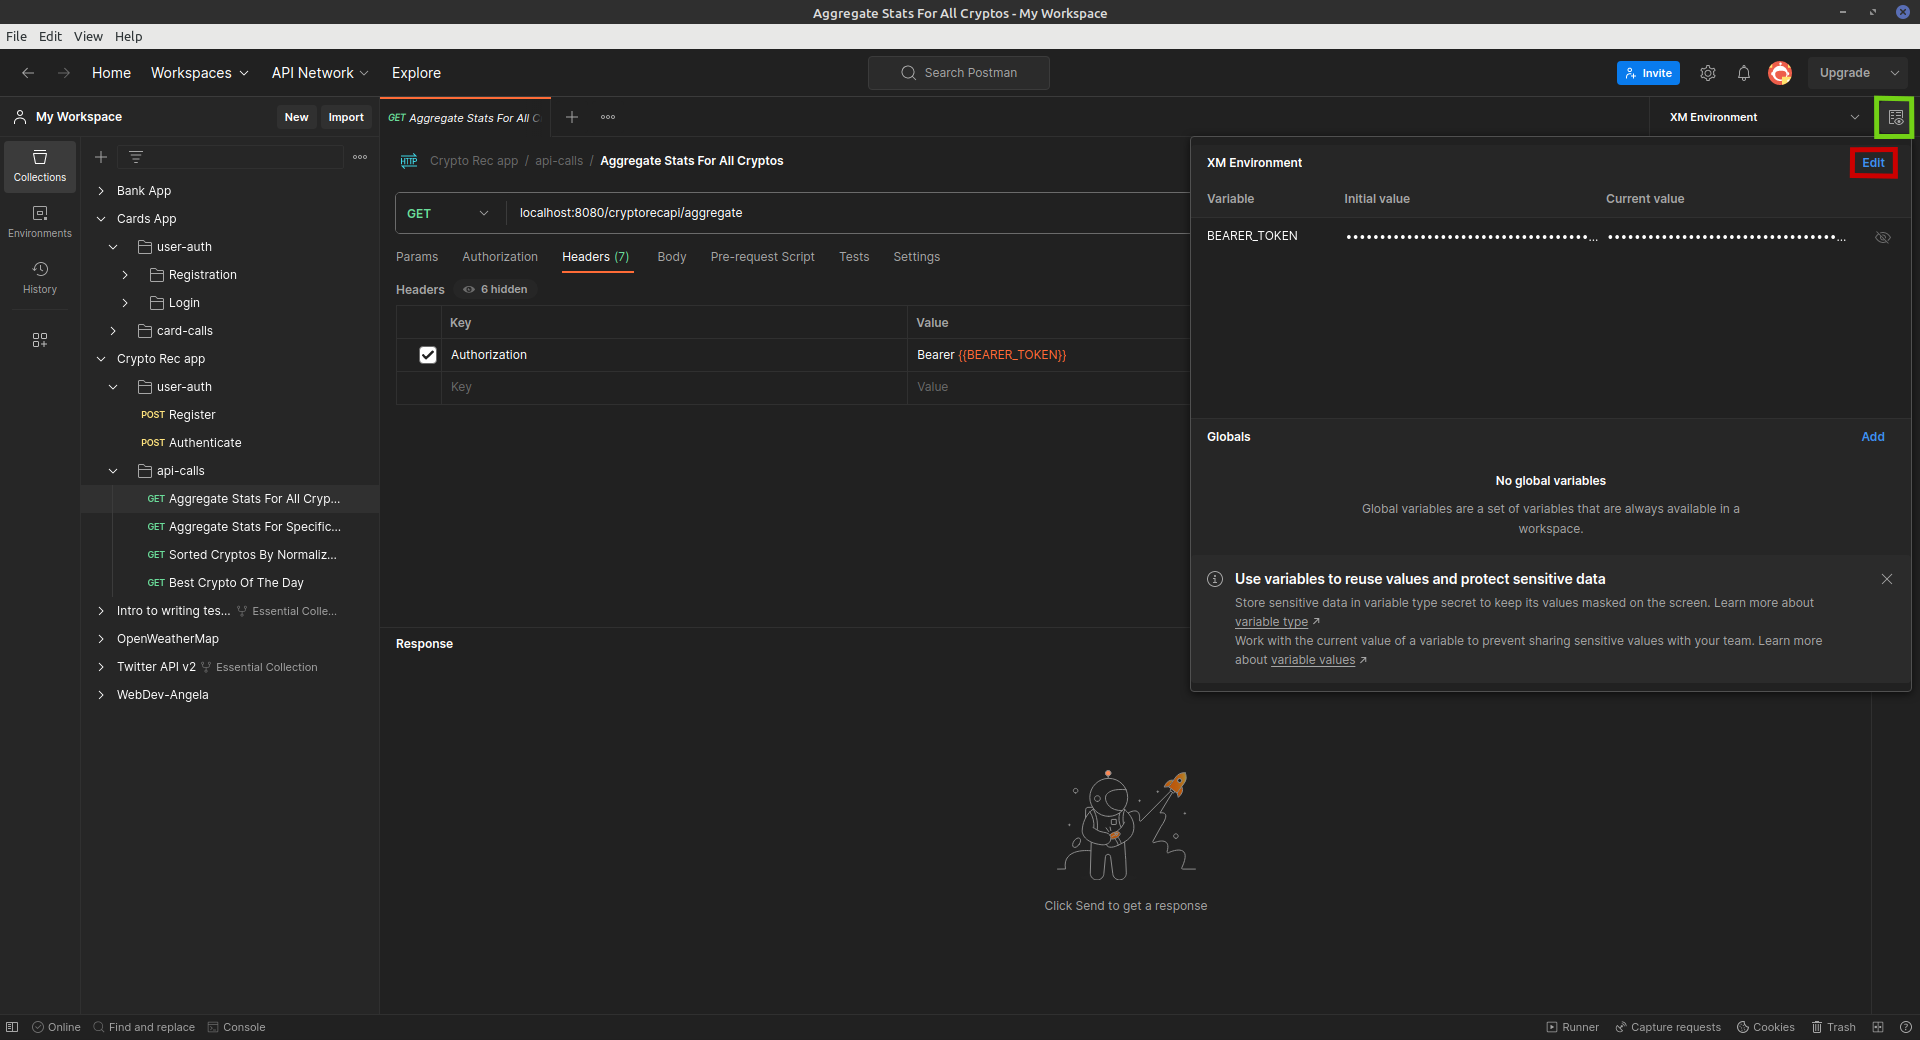 Aggregate Stats For All Cryptos - My Workspace
File Edit View Help
Home Workspaces API Network Explore
Search Postman
Invite
Upgrade
My Workspace
New Import
GET Aggregate Stats For All C
XM Environment
Collections
Environments
History
Bank App
Cards App
user-auth
Registration
Login
card-calls
Crypto Rec app
user-auth
POST Register
POST Authenticate
api-calls
GET Aggregate Stats For All Cryp...
GET Aggregate Stats For Specific...
GET Sorted Cryptos By Normaliz...
GET Best Crypto Of The Day
Intro to writing tes... Essential Colle...
OpenWeatherMap
Twitter API v2 Essential Collection
WebDev-Angela
HTTP Crypto Rec app / api-calls / Aggregate Stats For All Cryptos
GET localhost:8080/cryptorecapi/aggregate
Params Authorization Headers (7) Body Pre-request Script Tests Settings
Headers 6 hidden
Key Value
Authorization Bearer {{BEARER_TOKEN}}
Key Value
Response
Click Send to get a response
XM Environment Edit
Variable Initial value Current value
BEARER_TOKEN ••••••••••••••••••••••••••••••••••••... ••••••••••••••••••••••••••••••••••...
Globals Add
No global variables
Global variables are a set of variables that are always available in a
workspace.
Use variables to reuse values and protect sensitive data
Store sensitive data in variable type secret to keep its values masked on the screen. Learn more about
variable type ↗
Work with the current value of a variable to prevent sharing sensitive values with your team. Learn more
about variable values ↗
Online Find and replace Console
Runner Capture requests Cookies Trash